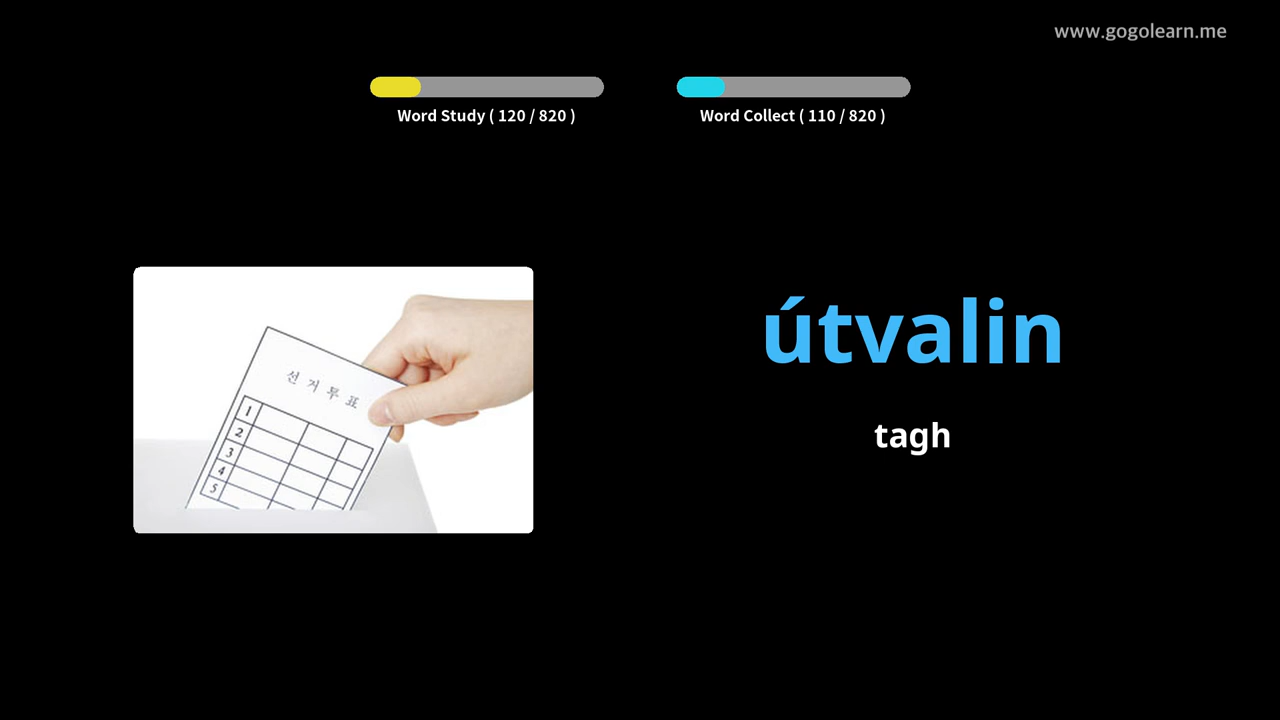 www.gogolearn.me
Word Study ( 120 / 820 )
Word Collect ( 110 / 820 )
선거투표
1
2
3
4
5
útvalin
tagh